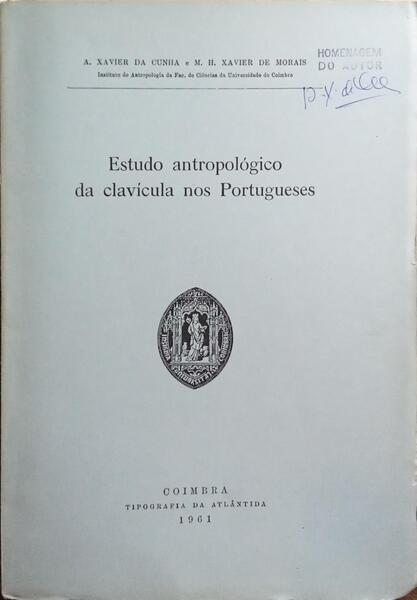 A. XAVIER DA CUNHA e M. H. XAVIER DE MORAIS
Instituto de Antropologia da Fac. de Ciências da Universidade de Coimbra
HOMENAGEM
DO AUTOR
Estudo antropológico
da clavícula nos Portugueses
COIMBRA
TIPOGRAFIA DA ATLÂNTIDA
1961